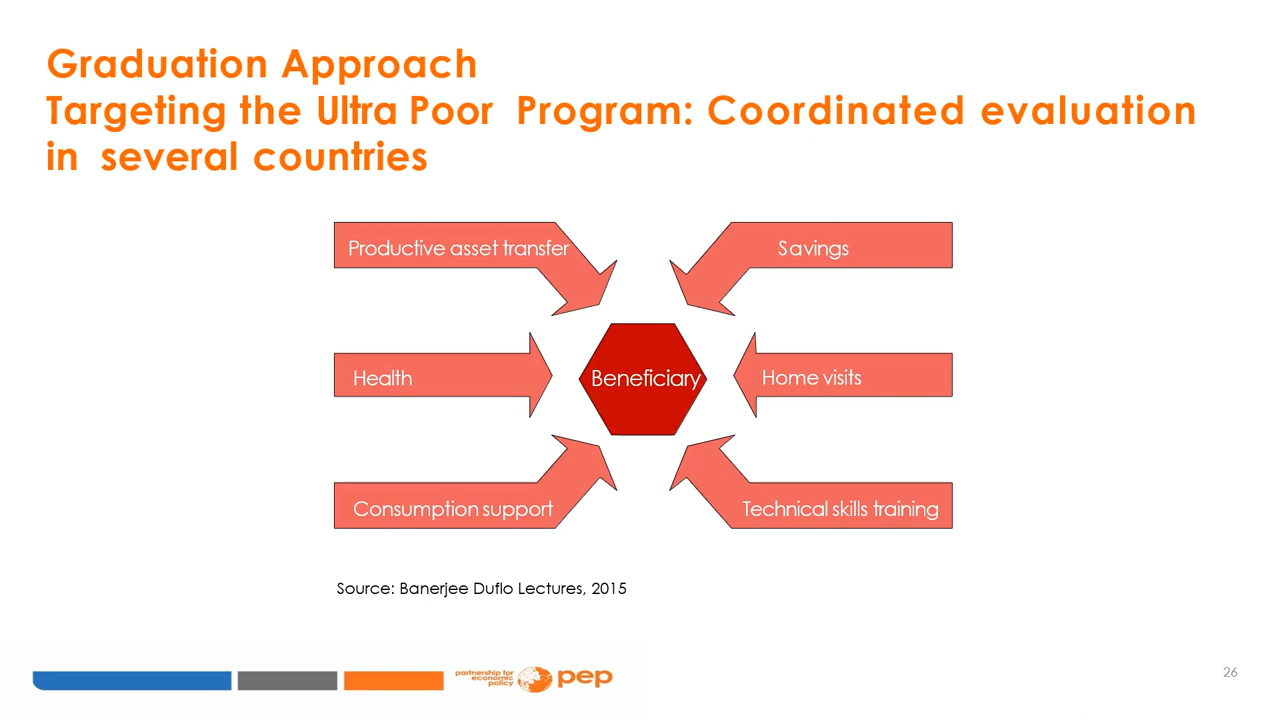 Graduation Approach
Targeting the Ultra Poor Program: Coordinated evaluation
in several countries
Productive asset transfer
Savings
Health
Beneficiary
Home visits
Consumption support
Technical skills training
Source: Banerjee Duflo Lectures, 2015
partnership for
economic
policy
pep
26